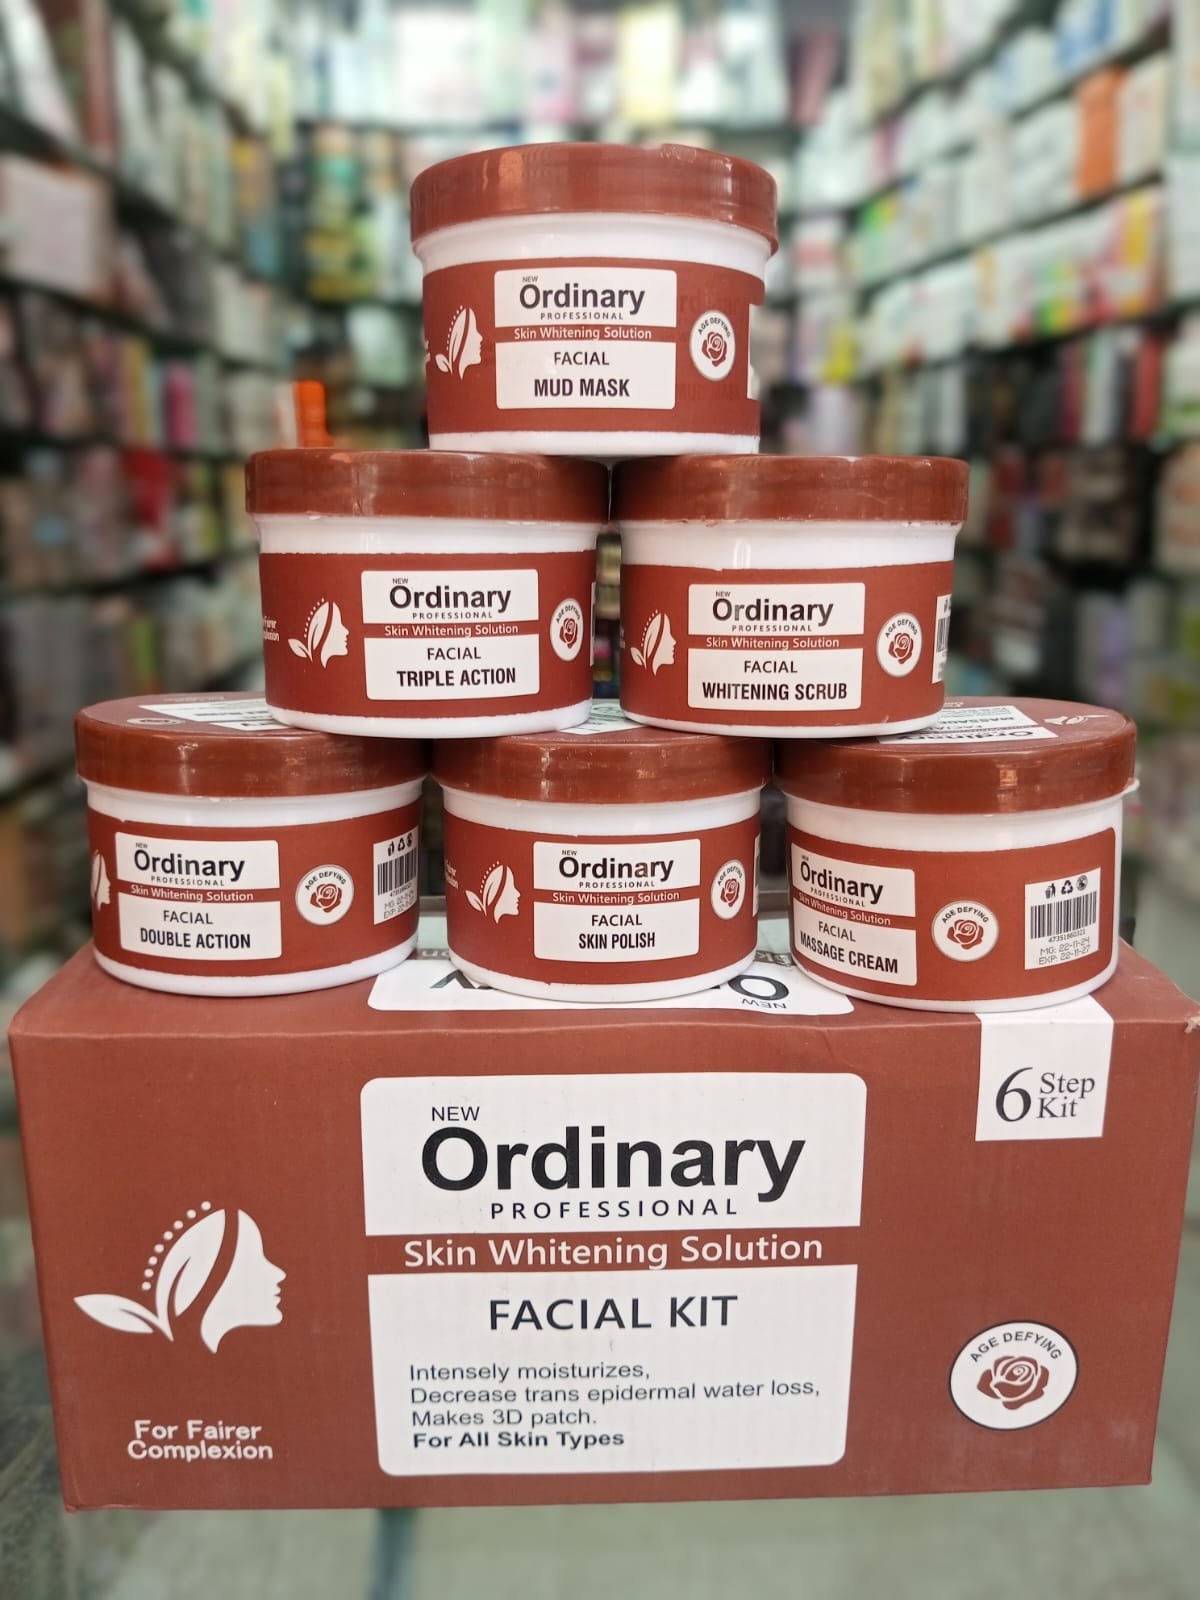 NEW
Ordinary
PROFESSIONAL
Skin Whitening Solution
FACIAL
MUD MASK
AGE DEFYING
NEW
Ordinary
PROFESSIONAL
Skin Whitening Solution
FACIAL
TRIPLE ACTION
AGE DEFYING
NEW
Ordinary
PROFESSIONAL
Skin Whitening Solution
FACIAL
WHITENING SCRUB
AGE DEFYING
NEW
Ordinary
PROFESSIONAL
Skin Whitening Solution
FACIAL
DOUBLE ACTION
AGE DEFYING
NEW
Ordinary
PROFESSIONAL
Skin Whitening Solution
FACIAL
SKIN POLISH
AGE DEFYING
NEW
Ordinary
PROFESSIONAL
Skin Whitening Solution
FACIAL
MASSAGE CREAM
AGE DEFYING
47351860321
MG: 22-11-24
EXP: 22-11-27
6 Step
Kit
NEW
Ordinary
PROFESSIONAL
Skin Whitening Solution
FACIAL KIT
Intensely moisturizes,
Decrease trans epidermal water loss,
Makes 3D patch.
For All Skin Types
For Fairer
Complexion
AGE DEFYING